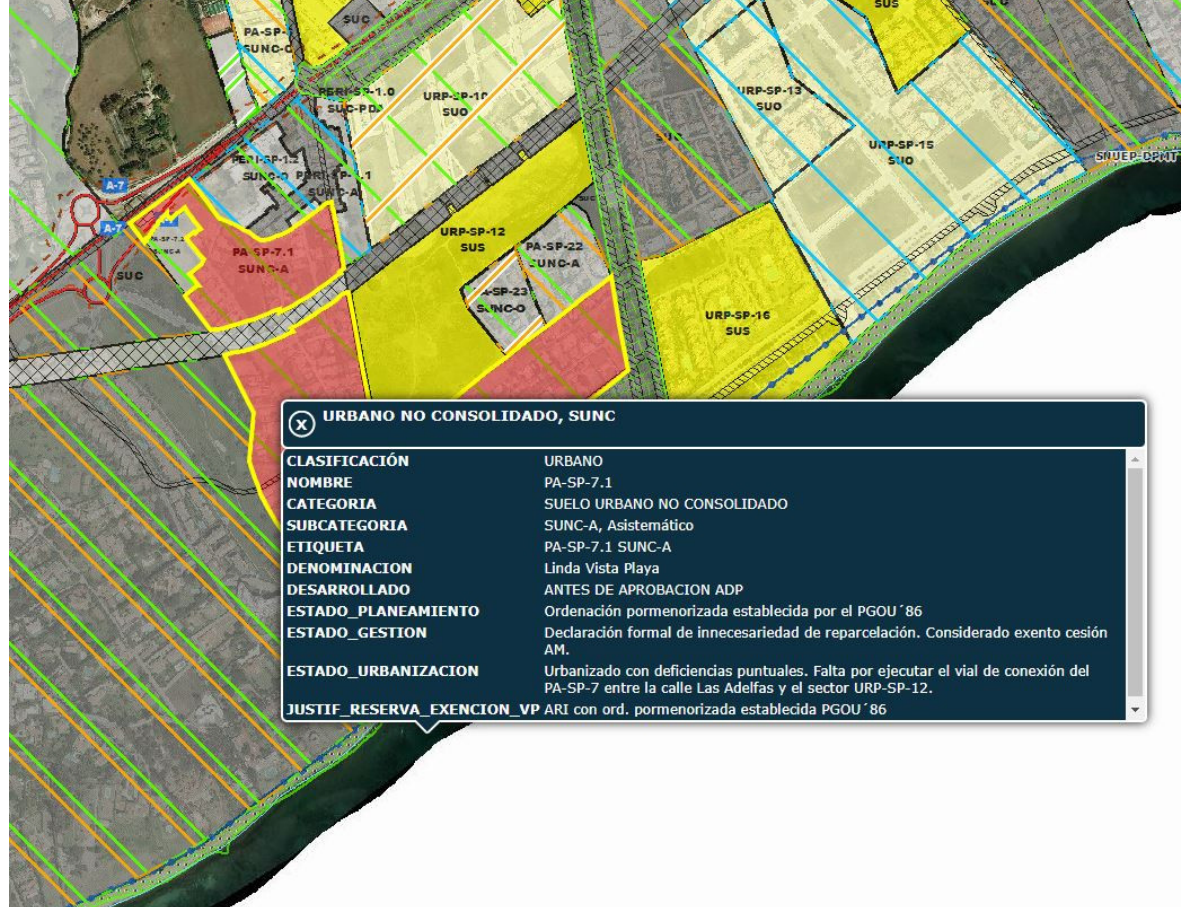 SUS
SUC
PA-SP-
SUNC-O
PERI-SP-1.0
SUC-PDJ
URP-SP-10
SUO
URP-SP-13
SUO
SUC
URP-SP-15
SUO
SNUEP-DPMT
PERI-SP-1.2
SUNC-O
SUNC-A
A-7
A-7
PA-SP-7.1
SUNC-A
SUC
URP-SP-12
SUS
PA-SP-22
SUNC-A
SUNC-O
URP-SP-16
SUS
x URBANO NO CONSOLIDADO, SUNC
CLASIFICACIÓN URBANO
NOMBRE PA-SP-7.1
CATEGORIA SUELO URBANO NO CONSOLIDADO
SUBCATEGORIA SUNC-A, Asistemático
ETIQUETA PA-SP-7.1 SUNC-A
DENOMINACION Linda Vista Playa
DESARROLLADO ANTES DE APROBACION ADP
ESTADO_PLANEAMIENTO Ordenación pormenorizada establecida por el PGOU´86
ESTADO_GESTION Declaración formal de innecesariedad de reparcelación. Considerado exento cesión
AM.
ESTADO_URBANIZACION Urbanizado con deficiencias puntuales. Falta por ejecutar el vial de conexión del
PA-SP-7 entre la calle Las Adelfas y el sector URP-SP-12.
JUSTIF_RESERVA_EXENCION_VP ARI con ord. pormenorizada establecida PGOU´86